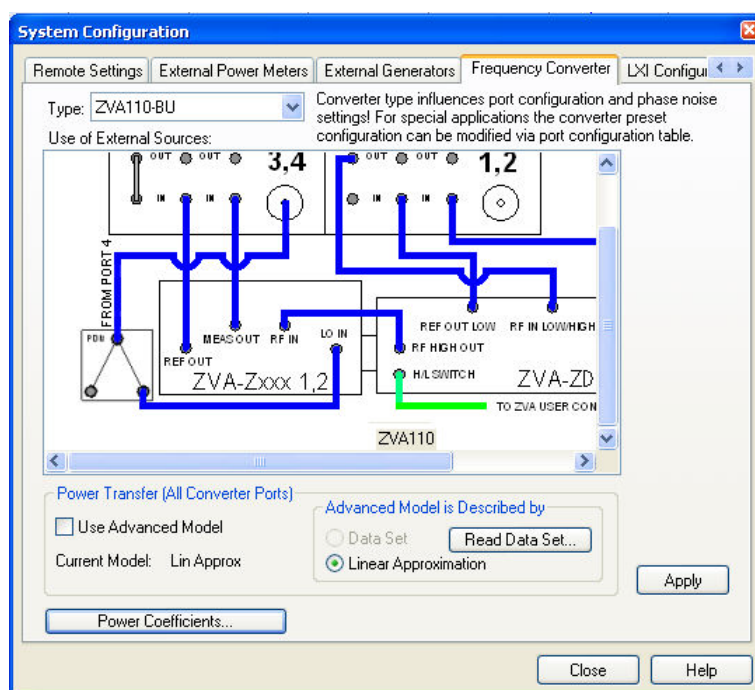 System Configuration
Remote Settings External Power Meters External Generators Frequency Converter LXI Configu
Type: ZVA110-BU
Converter type influences port configuration and phase noise
settings! For special applications the converter preset
configuration can be modified via port configuration table.
Use of External Sources:
OUT OUT 3,4 OUT OUT 1,2
IN IN IN IN
FROM PORT 4
PDU
REF OUT MEAS OUT RF IN LO IN
ZVA-Zxxx 1,2
REF OUT LOW RF IN LOW/HIGH
RF HIGH OUT
H/L SWITCH ZVA-ZD
TO ZVA USER CON
ZVA110
Power Transfer (All Converter Ports)
Use Advanced Model
Current Model: Lin Approx
Advanced Model is Described by
Data Set Read Data Set...
Linear Approximation
Apply
Power Coefficients...
Close Help